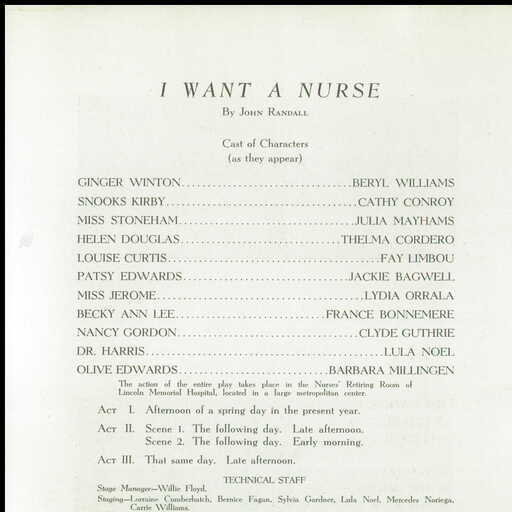 I WANT A NURSE
By John Randall
Cast of Characters
(as they appear)
GINGER WINTON................................BERYL WILLIAMS
SNOOKS KIRBY....................................CATHY CONROY
MISS STONEHAM.................................JULIA MAYHAMS
HELEN DOUGLAS..............................THELMA CORDERO
LOUISE CURTIS.......................................FAY LIMBOU
PATSY EDWARDS...............................JACKIE BAGWELL
MISS JEROME.......................................LYDIA ORRALA
BECKY ANN LEE............................FRANCE BONNEMERE
NANCY GORDON..................................CLYDE GUTHRIE
DR. HARRIS............................................LULA NOEL
OLIVE EDWARDS............................BARBARA MILLINGEN
The action of the entire play takes place in the Nurses' Retiring Room of
Lincoln Memorial Hospital, located in a large metropolitan center.
Act I. Afternoon of a spring day in the present year.
Act II. Scene 1. The following day. Late afternoon.
Scene 2. The following day. Early morning.
Act III. That same day. Late afternoon.
TECHNICAL STAFF
Stage Manager—Willie Floyd.
Staging—Lorraine Cumberbatch, Bernice Fagan, Sylvia Gardner, Lula Noel, Mercedes Noriega,
Carrie Williams.